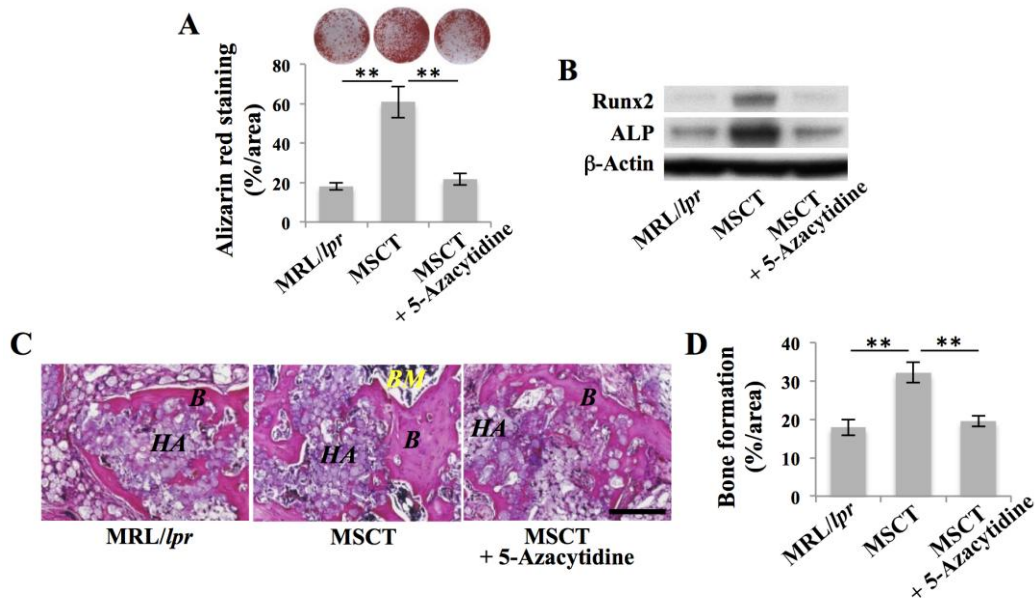 A
Alizarin red staining
(%/area)
80
60
40
20
0
**
**
MRL/lpr
MSCT
MSCT
+ 5-Azacytidine
B
Runx2
ALP
β-Actin
MRL/lpr
MSCT
MSCT
+ 5-Azacytidine
C
B
HA
BM
HA
B
HA
B
MRL/lpr
MSCT
MSCT
+ 5-Azacytidine
D
Bone formation
(%/area)
40
30
20
10
0
**
**
MRL/lpr
MSCT
MSCT
+ 5-Azacytidine